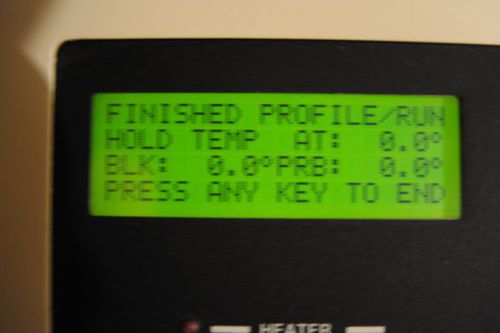 FINISHED PROFILE/RUN
HOLD TEMP AT: 0.0°
BLK: 0.0°PRB: 0.0°
PRESS ANY KEY TO END
HEATER